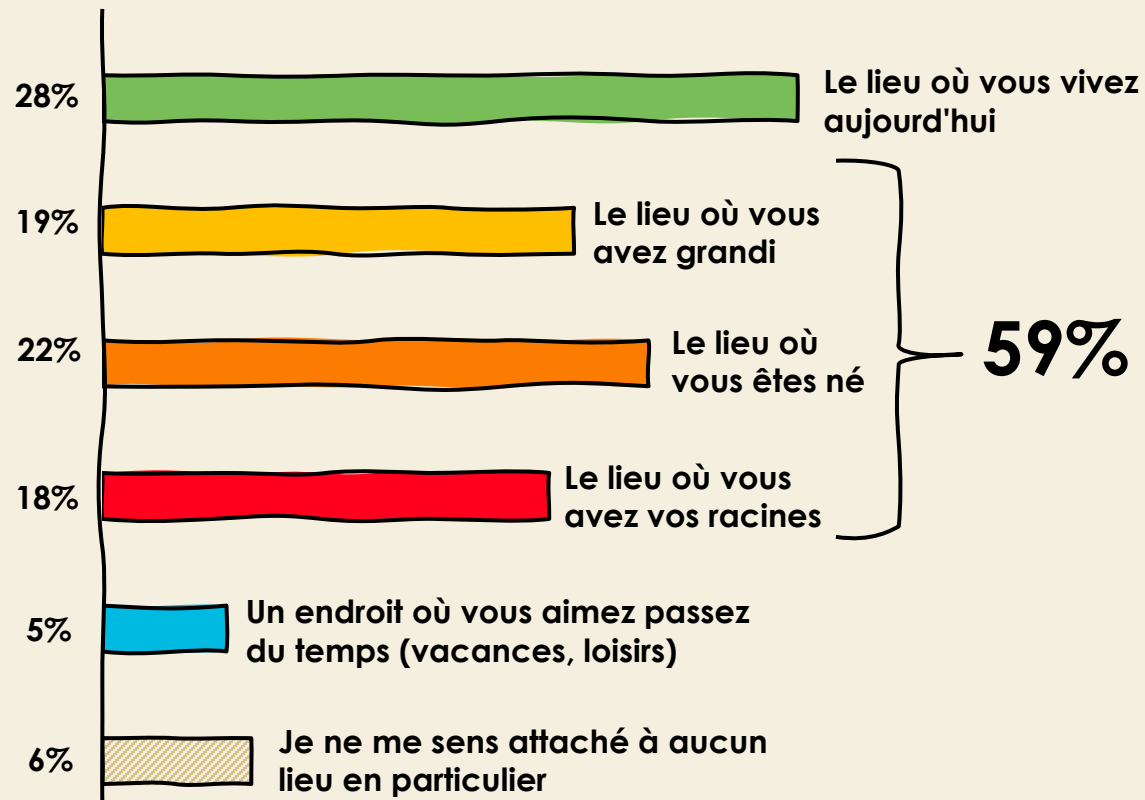 28%
Le lieu où vous vivez
aujourd'hui
19%
Le lieu où vous
avez grandi
22%
Le lieu où
vous êtes né
59%
18%
Le lieu où vous
avez vos racines
5%
Un endroit où vous aimez passez
du temps (vacances, loisirs)
6%
Je ne me sens attaché à aucun
lieu en particulier